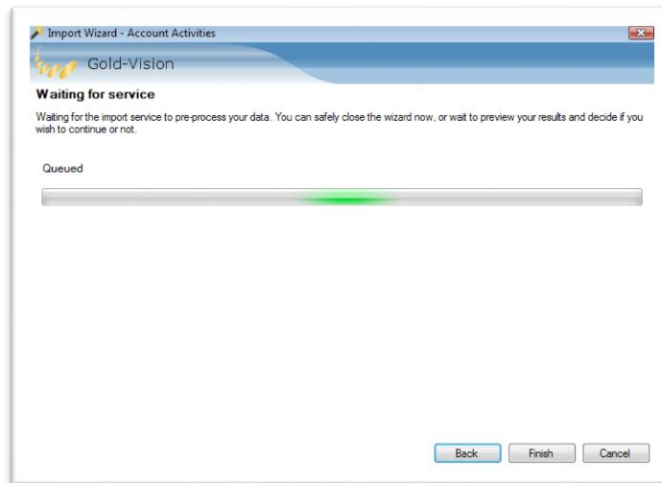 Import Wizard - Account Activities
Gold-Vision
Waiting for service
Waiting for the import service to pre-process your data. You can safely close the wizard now, or wait to preview your results and decide if you
wish to continue or not.
Queued
Back Finish Cancel